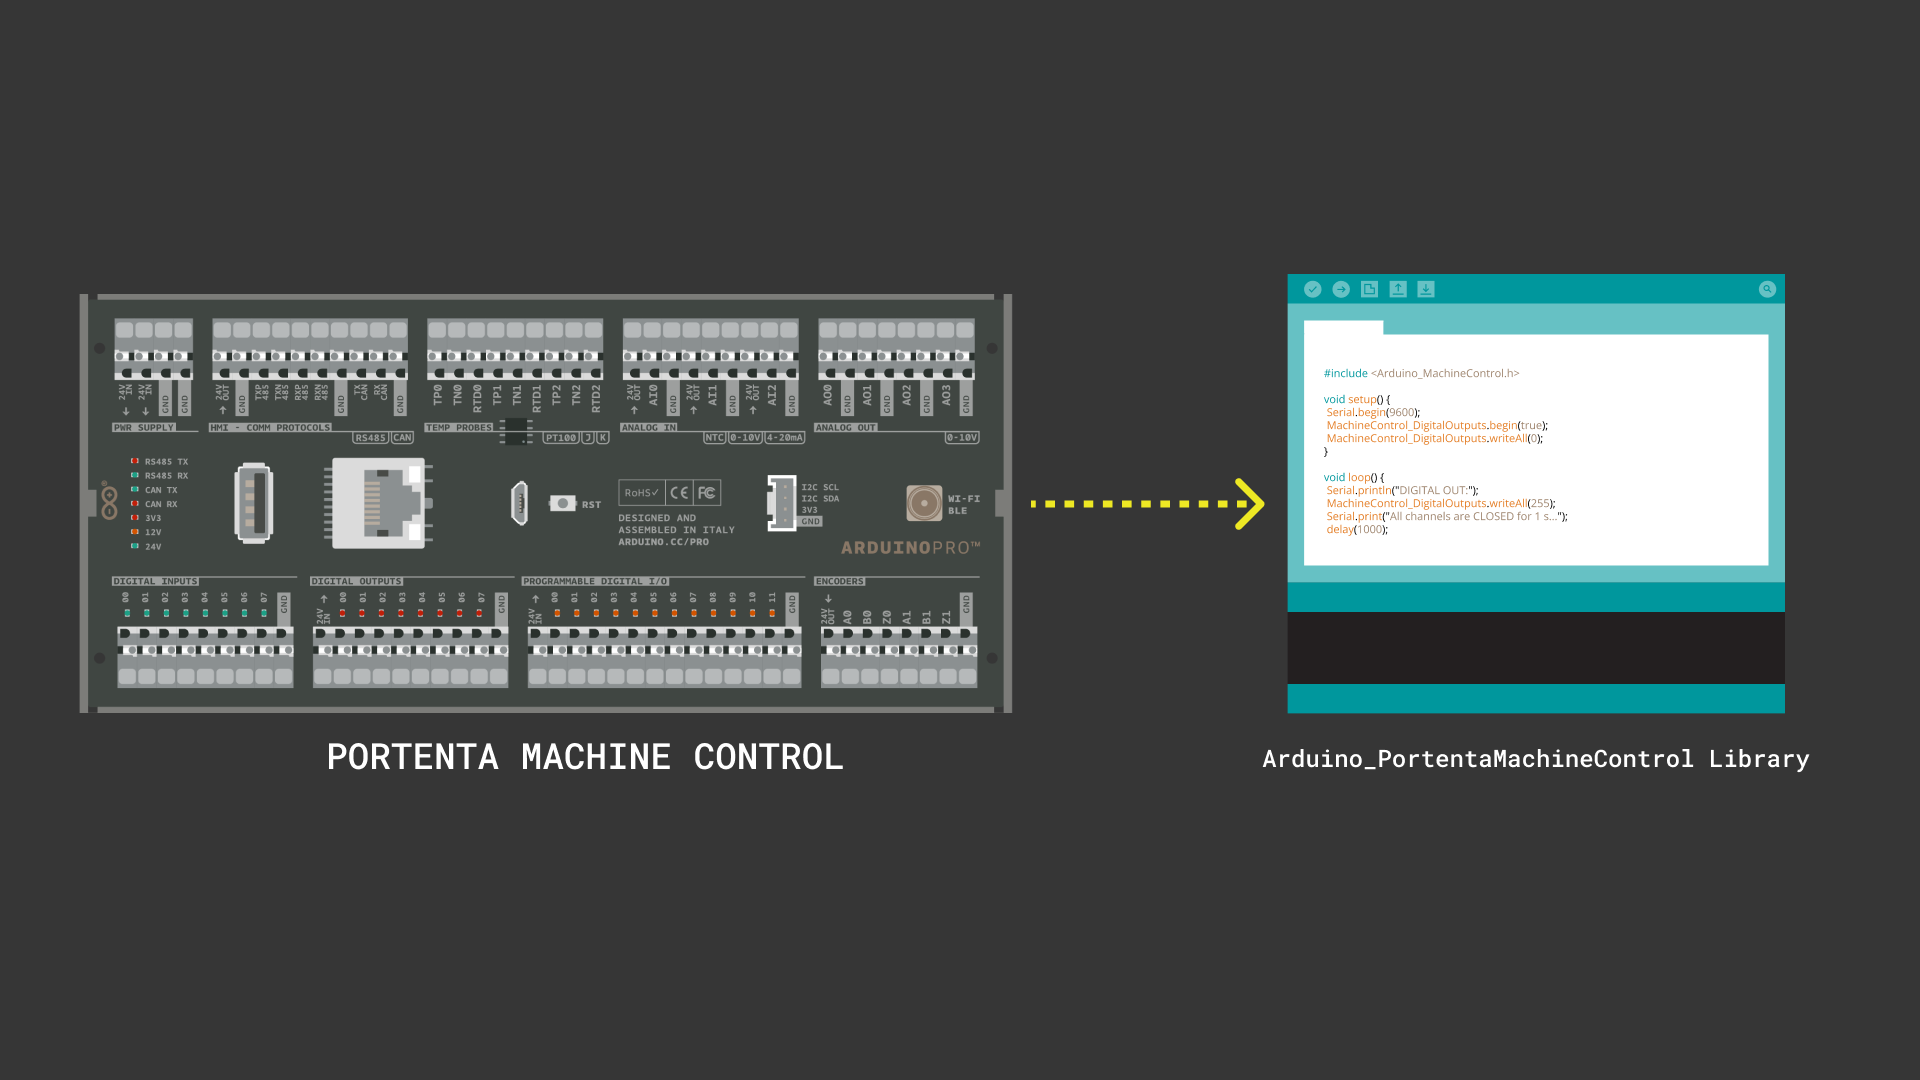 24V IN
24V IN
GND
GND
24V OUT
GND
TXP 485
TXN 485
RXP 485
RXN 485
GND
TX CAN
RX CAN
GND
TP0
TN0
RTD0
TP1
TN1
RTD1
TP2
TN2
RTD2
24V OUT
AI0
GND
24V OUT
AI1
GND
24V OUT
AI2
GND
AO0
GND
AO1
GND
AO2
GND
AO3
GND
PWR SUPPLY
HMI - COMM PROTOCOLS
RS485 CAN
TEMP PROBES
PT100 J K
ANALOG IN
NTC 0-10V 4-20mA
ANALOG OUT
0-10V
RS485 TX
RS485 RX
CAN TX
CAN RX
3V3
12V
24V
RST
RoHS✓ CE FC
DESIGNED AND
ASSEMBLED IN ITALY
ARDUINO.CC/PRO
I2C SCL
I2C SDA
3V3
GND
WI-FI
BLE
ARDUINOPRO™
DIGITAL INPUTS
00 01 02 03 04 05 06 07 GND
DIGITAL OUTPUTS
24V IN 00 01 02 03 04 05 06 07 GND
PROGRAMMABLE DIGITAL I/O
24V IN 00 01 02 03 04 05 06 07 08 09 10 11 GND
ENCODERS
24V OUT A0 B0 Z0 A1 B1 Z1 GND
PORTENTA MACHINE CONTROL
#include <Arduino_MachineControl.h>
void setup() {
Serial.begin(9600);
MachineControl_DigitalOutputs.begin(true);
MachineControl_DigitalOutputs.writeAll(0);
}
void loop() {
Serial.println("DIGITAL OUT:");
MachineControl_DigitalOutputs.writeAll(255);
Serial.print("All channels are CLOSED for 1 s...");
delay(1000);
Arduino_PortentaMachineControl Library